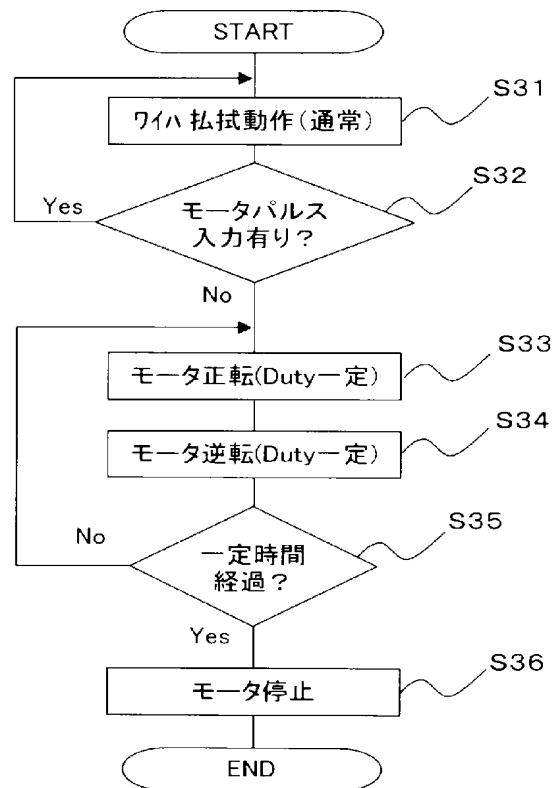 START
S31
ワイハ 払拭動作(通常)
S32
Yes
モータパルス
入力有り?
No
S33
モータ正転(Duty一定)
S34
モータ逆転(Duty一定)
No
S35
一定時間
経過?
Yes
S36
モータ停止
END